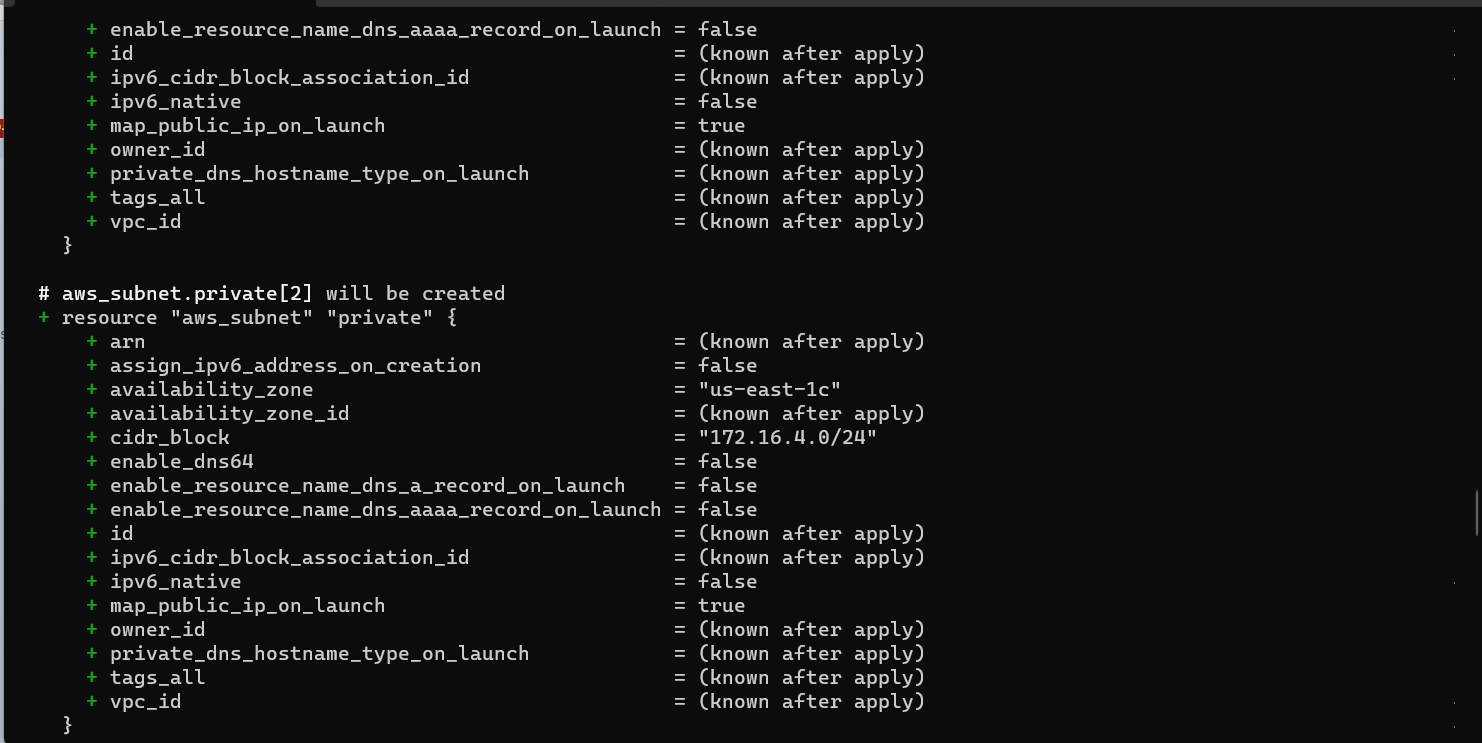 + enable_resource_name_dns_aaaa_record_on_launch = false
+ id = (known after apply)
+ ipv6_cidr_block_association_id = (known after apply)
+ ipv6_native = false
+ map_public_ip_on_launch = true
+ owner_id = (known after apply)
+ private_dns_hostname_type_on_launch = (known after apply)
+ tags_all = (known after apply)
+ vpc_id = (known after apply)
}
# aws_subnet.private[2] will be created
+ resource "aws_subnet" "private" {
+ arn = (known after apply)
+ assign_ipv6_address_on_creation = false
+ availability_zone = "us-east-1c"
+ availability_zone_id = (known after apply)
+ cidr_block = "172.16.4.0/24"
+ enable_dns64 = false
+ enable_resource_name_dns_a_record_on_launch = false
+ enable_resource_name_dns_aaaa_record_on_launch = false
+ id = (known after apply)
+ ipv6_cidr_block_association_id = (known after apply)
+ ipv6_native = false
+ map_public_ip_on_launch = true
+ owner_id = (known after apply)
+ private_dns_hostname_type_on_launch = (known after apply)
+ tags_all = (known after apply)
+ vpc_id = (known after apply)
}